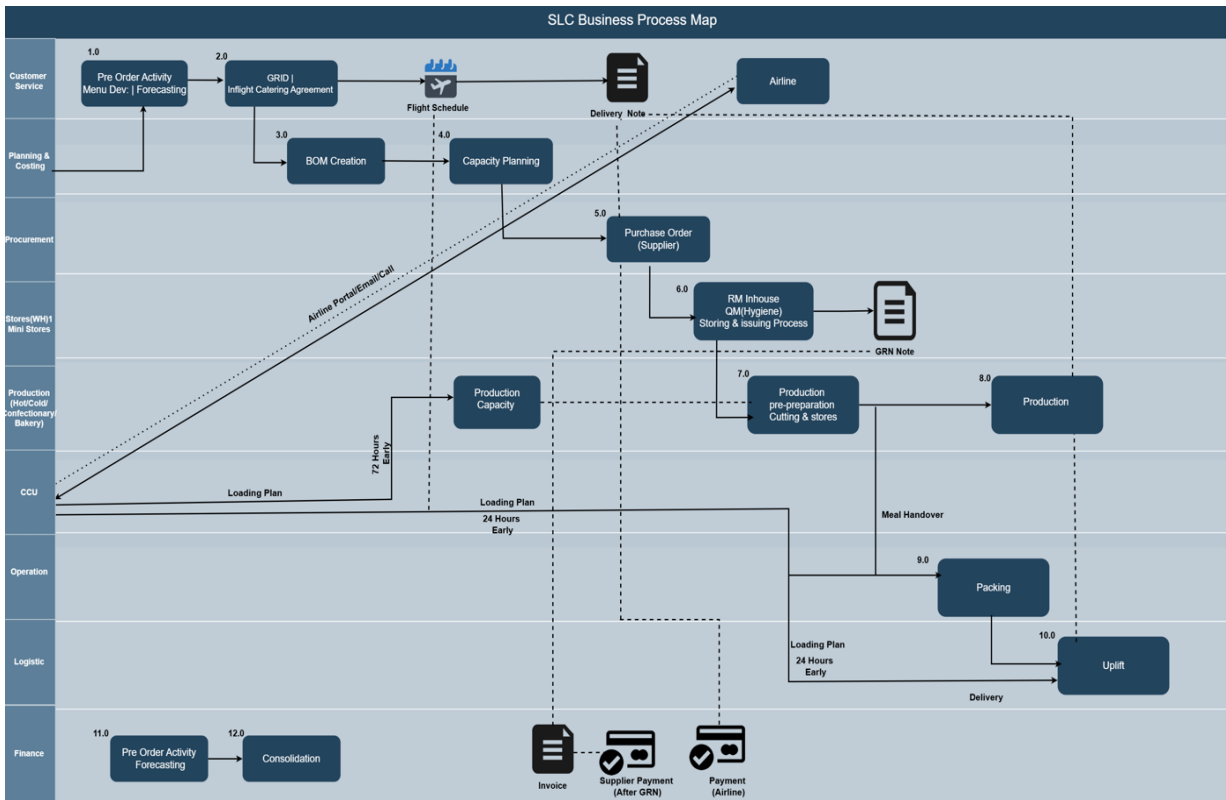 SLC Business Process Map
Customer
Service
1.0
Pre Order Activity
Menu Dev: | Forecasting
2.0
GRID |
Inflight Catering Agreement
Flight Schedule
Delivery Note
Airline
Planning &
Costing
3.0
BOM Creation
4.0
Capacity Planning
Procurement
5.0
Purchase Order
(Supplier)
Airline Portal/Email/Call
Stores(WH)1
Mini Stores
6.0
RM Inhouse
QM(Hygiene)
Storing & issuing Process
GRN Note
Production
(Hot/Cold/
Confectionary/
Bakery)
Production
Capacity
7.0
Production
pre-preparation
Cutting & stores
8.0
Production
72 Hours
Early
CCU
Loading Plan
Loading Plan
24 Hours
Early
Meal Handover
Operation
9.0
Packing
Logistic
Loading Plan
24 Hours
Early
10.0
Uplift
Delivery
Finance
11.0
Pre Order Activity
Forecasting
12.0
Consolidation
Invoice
Supplier Payment
(After GRN)
Payment
(Airline)